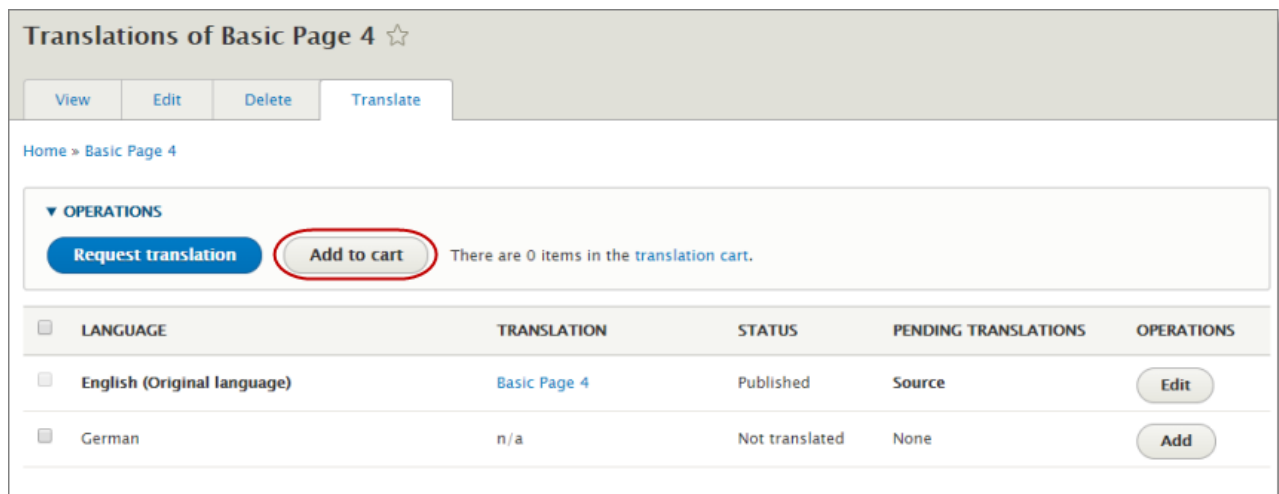 Translations of Basic Page 4
View Edit Delete Translate
Home » Basic Page 4
▼ OPERATIONS
Request translation Add to cart There are 0 items in the translation cart.
LANGUAGE TRANSLATION STATUS PENDING TRANSLATIONS OPERATIONS
English (Original language) Basic Page 4 Published Source Edit
German n/a Not translated None Add